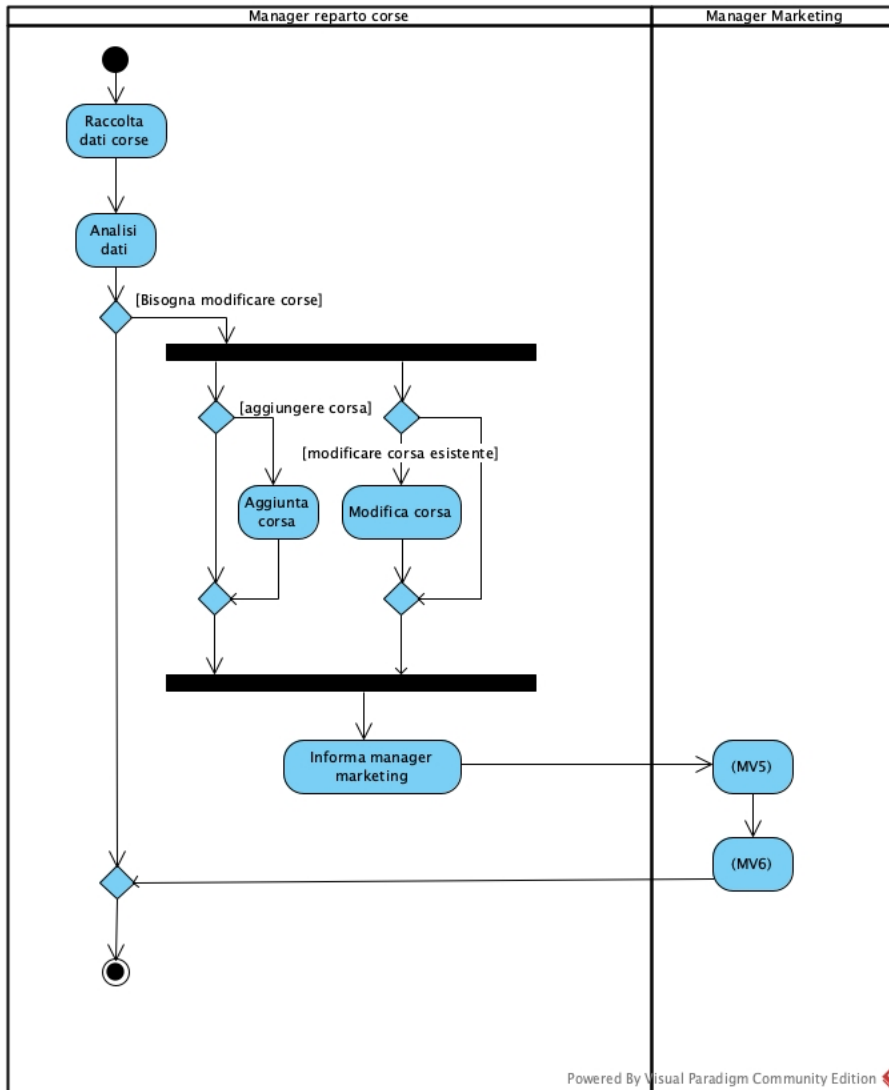 Manager reparto corse
Manager Marketing
Raccolta
dati corse
Analisi
dati
[Bisogna modificare corse]
[aggiungere corsa]
[modificare corsa esistente]
Aggiunta
corsa
Modifica corsa
Informa manager
marketing
(MV5)
(MV6)
Powered By Visual Paradigm Community Edition